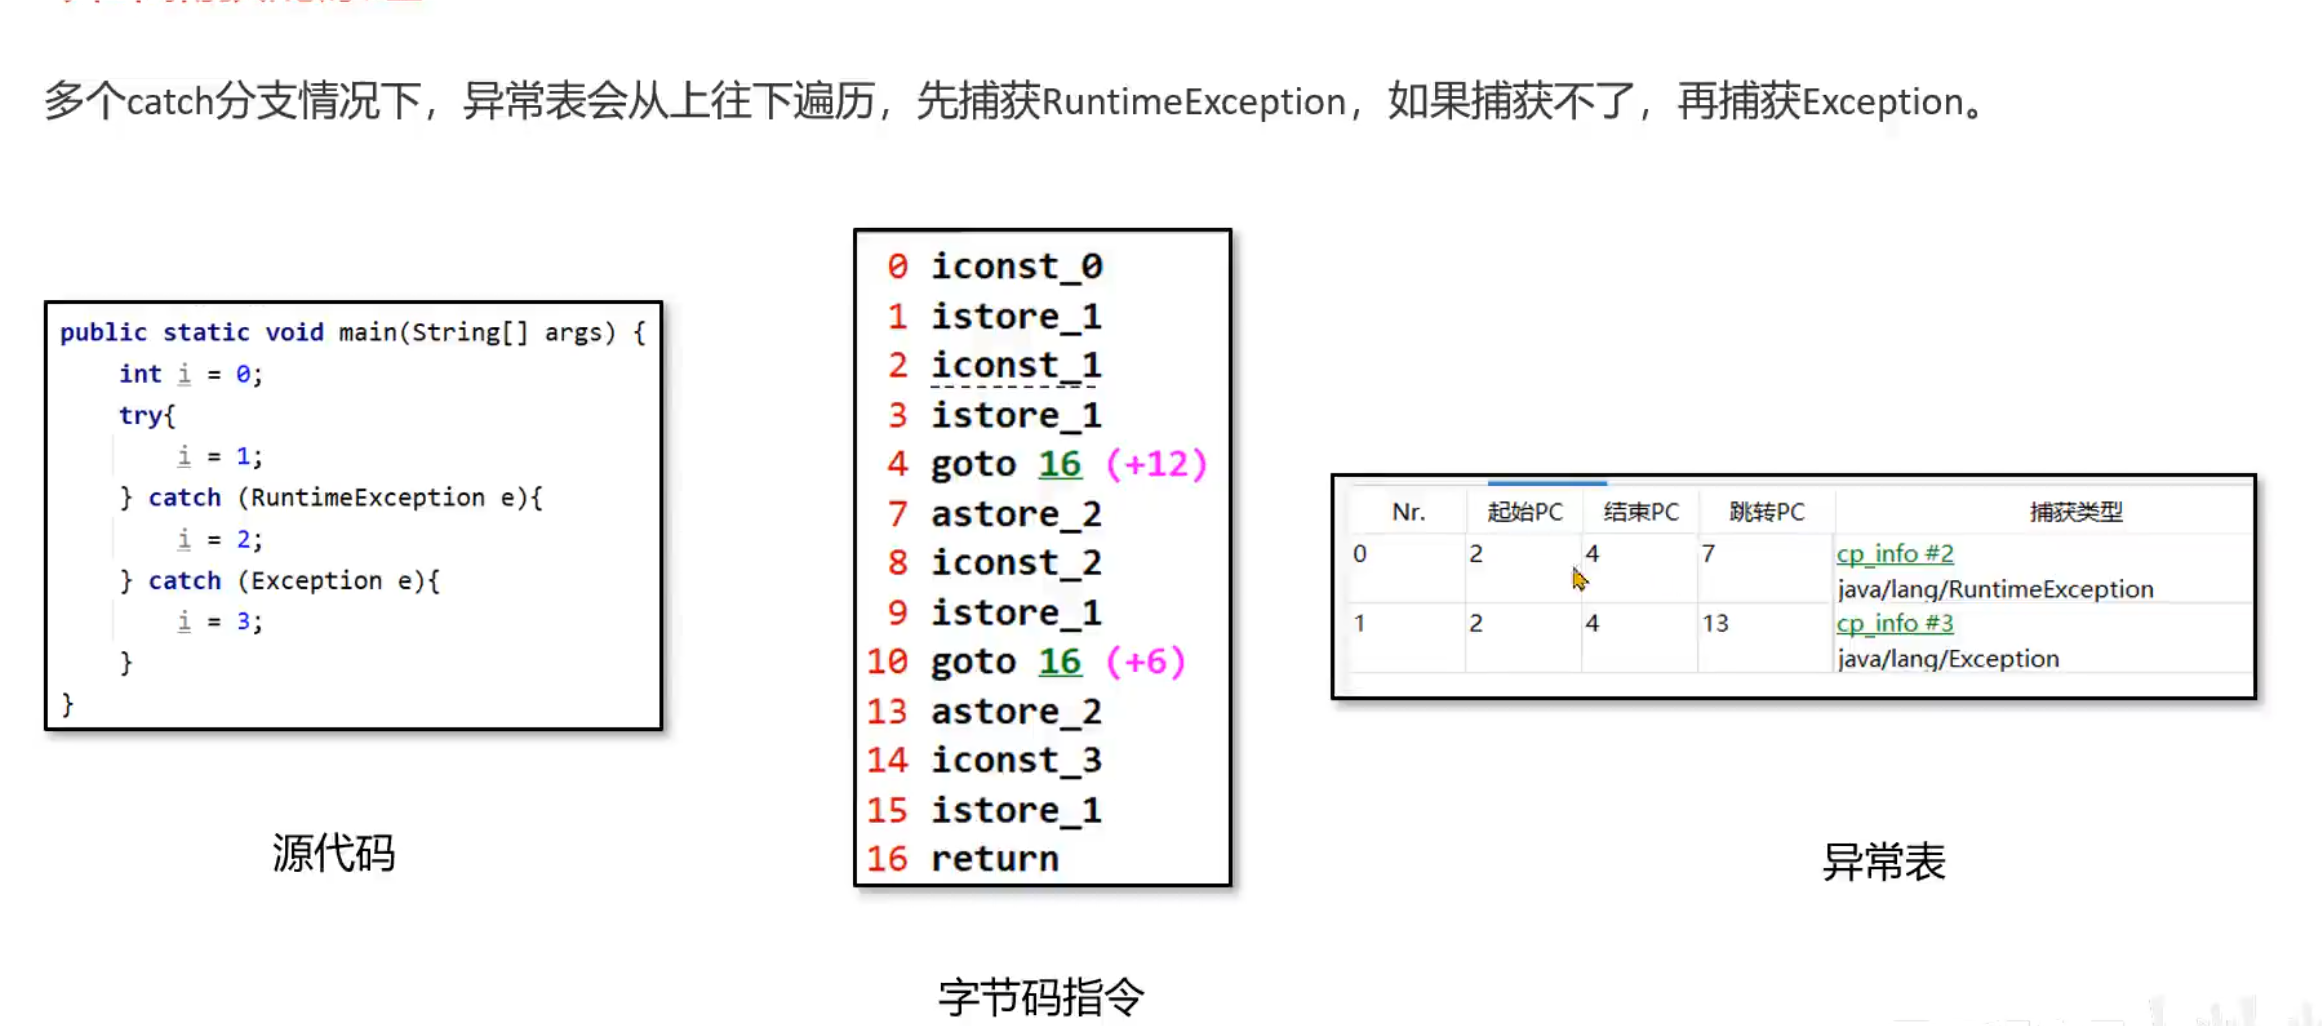 多个catch分支情况下，异常表会从上往下遍历，先捕获RuntimeException，如果捕获不了，再捕获Exception。
public static void main(String[] args) {
int i = 0;
try{
i = 1;
} catch (RuntimeException e){
i = 2;
} catch (Exception e){
i = 3;
}
}
源代码
0 iconst_0
1 istore_1
2 iconst_1
3 istore_1
4 goto 16 (+12)
7 astore_2
8 iconst_2
9 istore_1
10 goto 16 (+6)
13 astore_2
14 iconst_3
15 istore_1
16 return
字节码指令
Nr. 起始PC 结束PC 跳转PC 捕获类型
0 2 4 7 cp_info #2
java/lang/RuntimeException
1 2 4 13 cp_info #3
java/lang/Exception
异常表